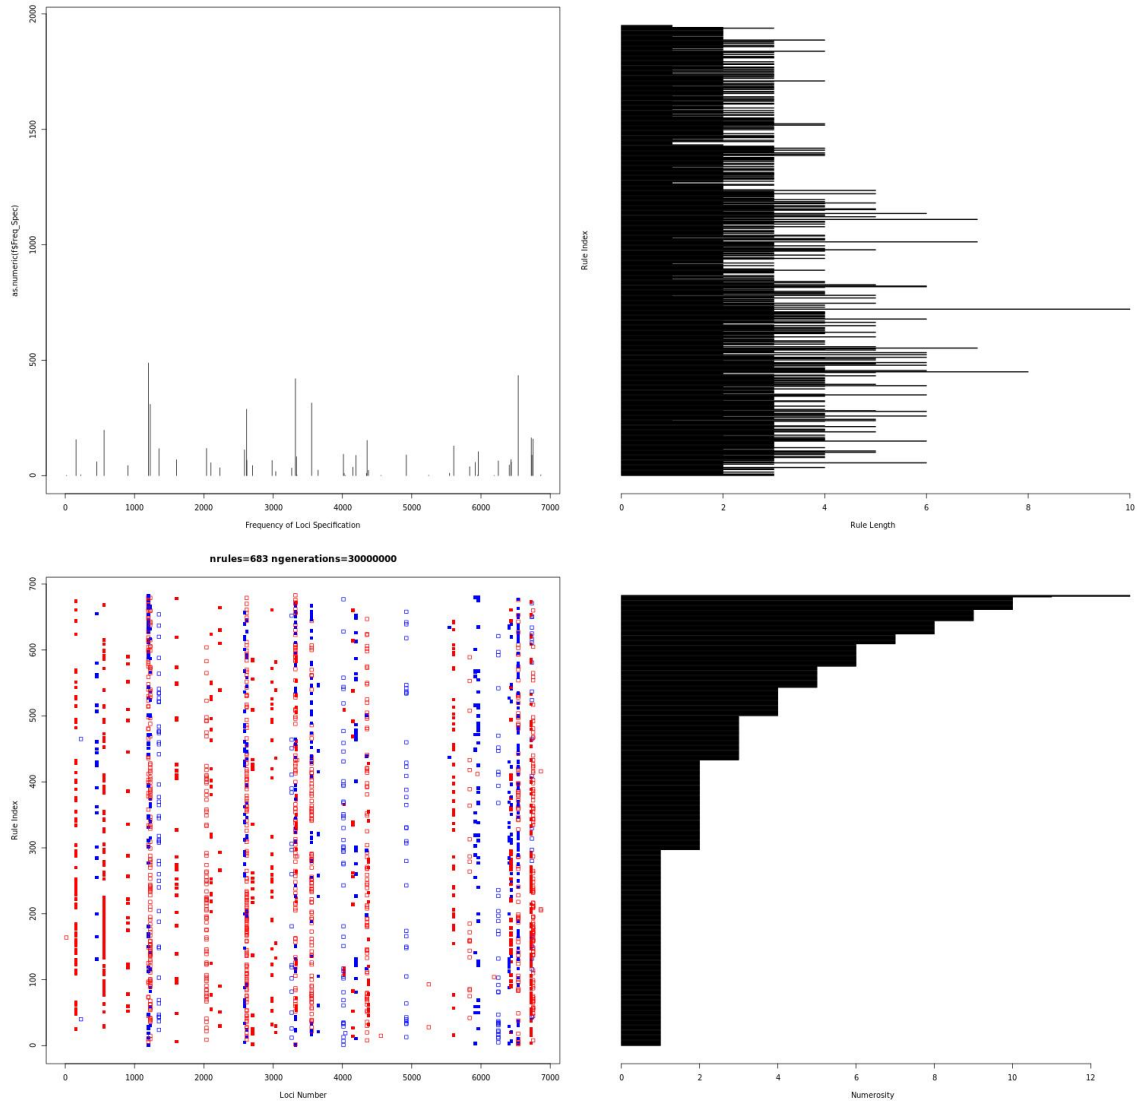 as.numeric(f$Freq_Spec)
2000
1500
1000
500
0
0 1000 2000 3000 4000 5000 6000 7000
Frequency of Loci Specification
Rule Index
0 2 4 6 8 10
Rule Length
nrules=683 ngenerations=30000000
Rule Index
700
600
500
400
300
200
100
0
0 1000 2000 3000 4000 5000 6000 7000
Loci Number
0 2 4 6 8 10 12
Numerosity